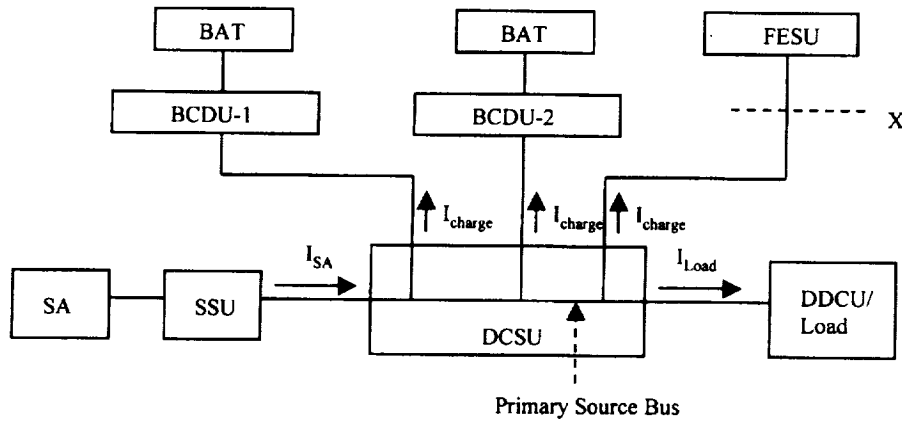 BAT
BAT
FESU
BCDU-1
BCDU-2
X
I_charge
I_charge
I_charge
I_SA
I_Load
SA
SSU
DCSU
DDCU/
Load
Primary Source Bus